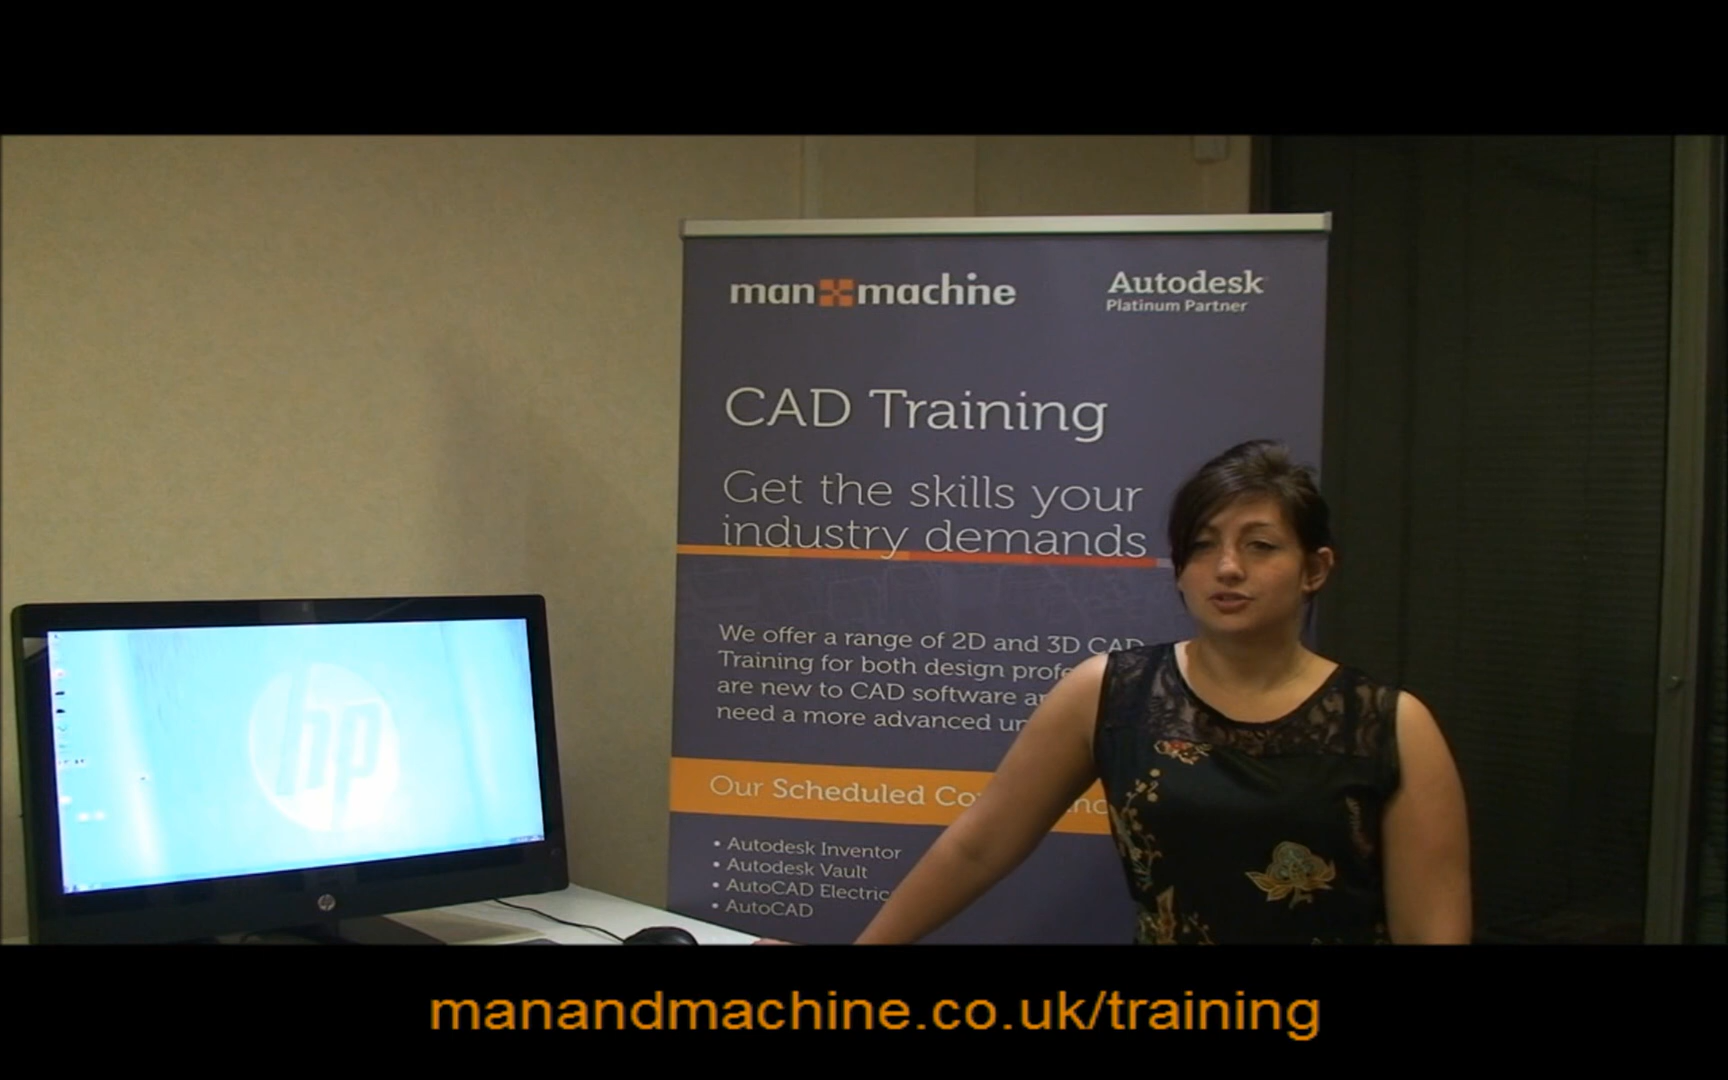 man machine
Autodesk
Platinum Partner
CAD Training
Get the skills your
industry demands
We offer a range of 2D and 3D CAD
Training for both design
are new to CAD software
need a more advanced
Our Scheduled
• Autodesk Inventor
• Autodesk Vault
• AutoCAD
• AutoCAD
hp
hp
manandmachine.co.uk/training